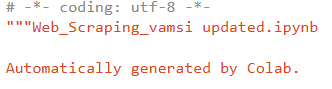 # -*- coding: utf-8 -*-
"""Web_Scraping_vamsi updated.ipynb
Automatically generated by Colab.